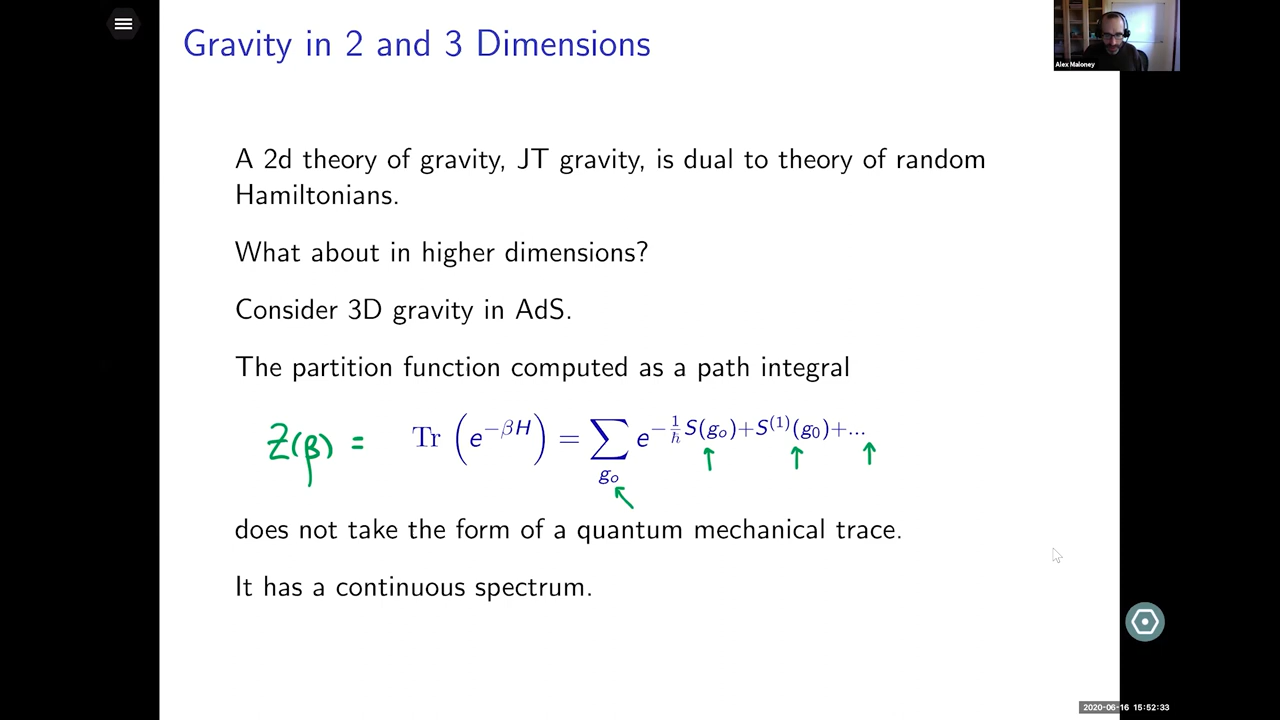 Gravity in 2 and 3 Dimensions
Alex Maloney
A 2d theory of gravity, JT gravity, is dual to theory of random
Hamiltonians.
What about in higher dimensions?
Consider 3D gravity in AdS.
The partition function computed as a path integral
Z(β) = Tr (e^{−βH}) = ∑_{g₀} e^{−\frac{1}{ℏ}S(g₀)+S^{(1)}(g₀)+...}
does not take the form of a quantum mechanical trace.
It has a continuous spectrum.
2020-06-16 15:52:33